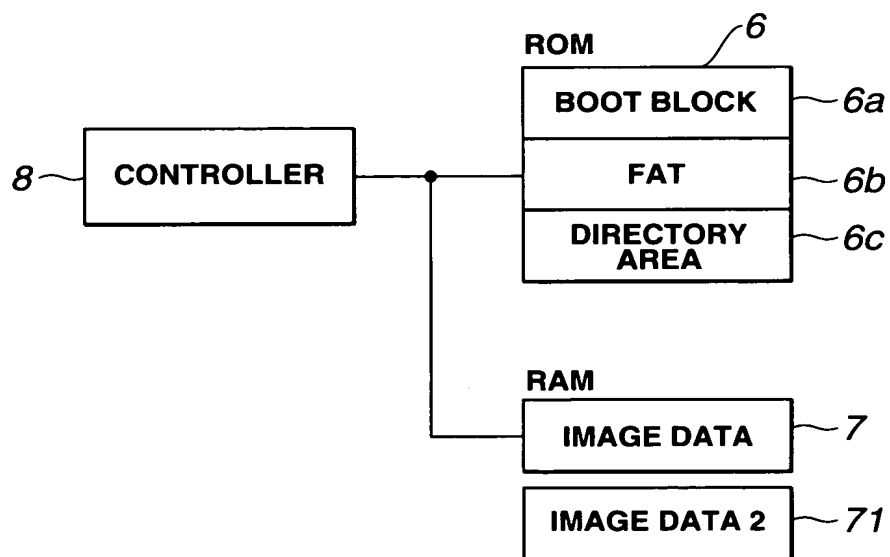 6
ROM
BOOT BLOCK
6a
8
CONTROLLER
FAT
6b
DIRECTORY
AREA
6c
RAM
IMAGE DATA
7
IMAGE DATA 2
71